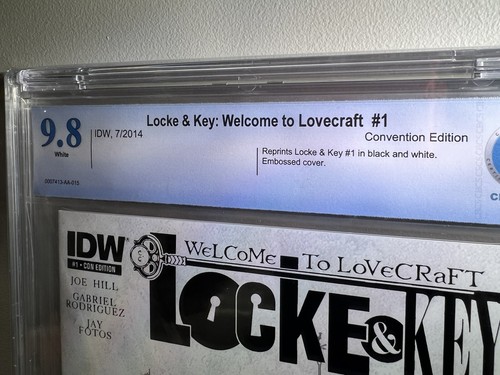 Locke & Key: Welcome to Lovecraft #1
9.8
White
IDW, 7/2014
Convention Edition
Reprints Locke & Key #1 in black and white.
Embossed cover.
IDW
#1 • CON EDITION
JOE HILL
GABRIEL
RODRIGUEZ
JAY
FOTOS
WELCOME TO LOVECRAFT
LOCKE & KEY